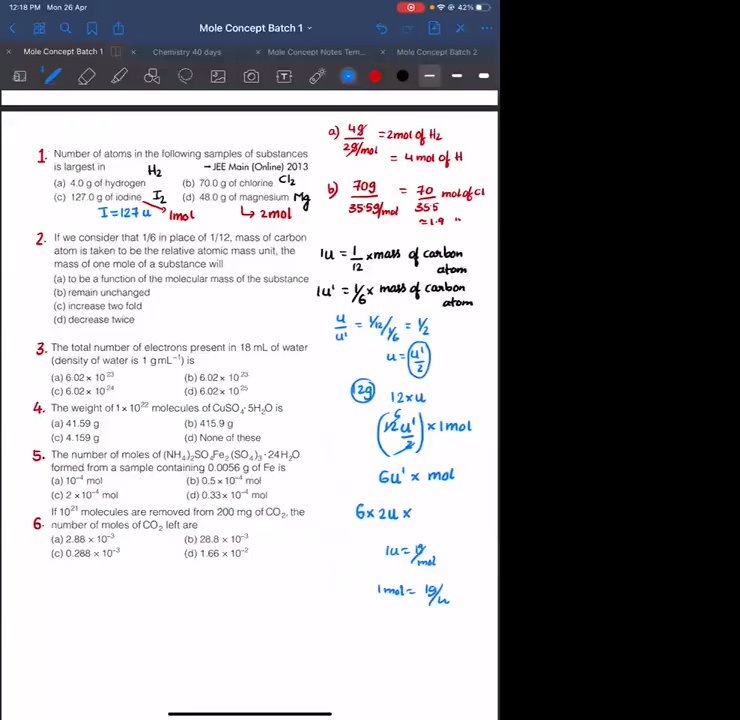 12:18 PM Mon 26 Apr
42%
Mole Concept Batch 1
Mole Concept Batch 1
Chemistry 40 days
Mole Concept Notes Tem...
Mole Concept Batch 2
1. Number of atoms in the following samples of substances
is largest in → JEE Main (Online) 2013
H₂
(a) 4.0 g of hydrogen (b) 70.0 g of chlorine Cl₂
(c) 127.0 g of iodine I₂ (d) 48.0 g of magnesium Mg
I = 127 u 1mol ↳ 2mol
2. If we consider that 1/6 in place of 1/12, mass of carbon
atom is taken to be the relative atomic mass unit, the
mass of one mole of a substance will
(a) to be a function of the molecular mass of the substance
(b) remain unchanged
(c) increase two fold
(d) decrease twice
3. The total number of electrons present in 18 mL of water
(density of water is 1 g mL⁻¹) is
(a) 6.02 × 10²³ (b) 6.02 × 10²³
(c) 6.02 × 10²⁴ (d) 6.02 × 10²⁵
4. The weight of 1 × 10²² molecules of CuSO₄·5H₂O is
(a) 41.59 g (b) 415.9 g
(c) 4.159 g (d) None of these
5. The number of moles of (NH₄)₂SO₄Fe₂(SO₄)₃·24H₂O
formed from a sample containing 0.0056 g of Fe is
(a) 10⁻⁴ mol (b) 0.5 × 10⁻⁴ mol
(c) 2 × 10⁻⁴ mol (d) 0.33 × 10⁻⁴ mol
6. If 10²¹ molecules are removed from 200 mg of CO₂, the
number of moles of CO₂ left are
(a) 2.88 × 10⁻³ (b) 28.8 × 10⁻³
(c) 0.288 × 10⁻³ (d) 1.66 × 10⁻²
a) 4g/2g/mol = 2mol of H₂
= 4 mol of H
b) 70g/35.5g/mol = 70/35.5 mol of Cl
≈ 1.9 "
1u = 1/12 × mass of carbon
atom
1u' = 1/6 × mass of carbon
atom
u/u' = 1/12/1/6 = 1/2
u = u'/2
12g 12×u
(12u'/2) × 1mol
6
6u' × mol
6 × 2u ×
1u = g/mol
1mol = 1g/u